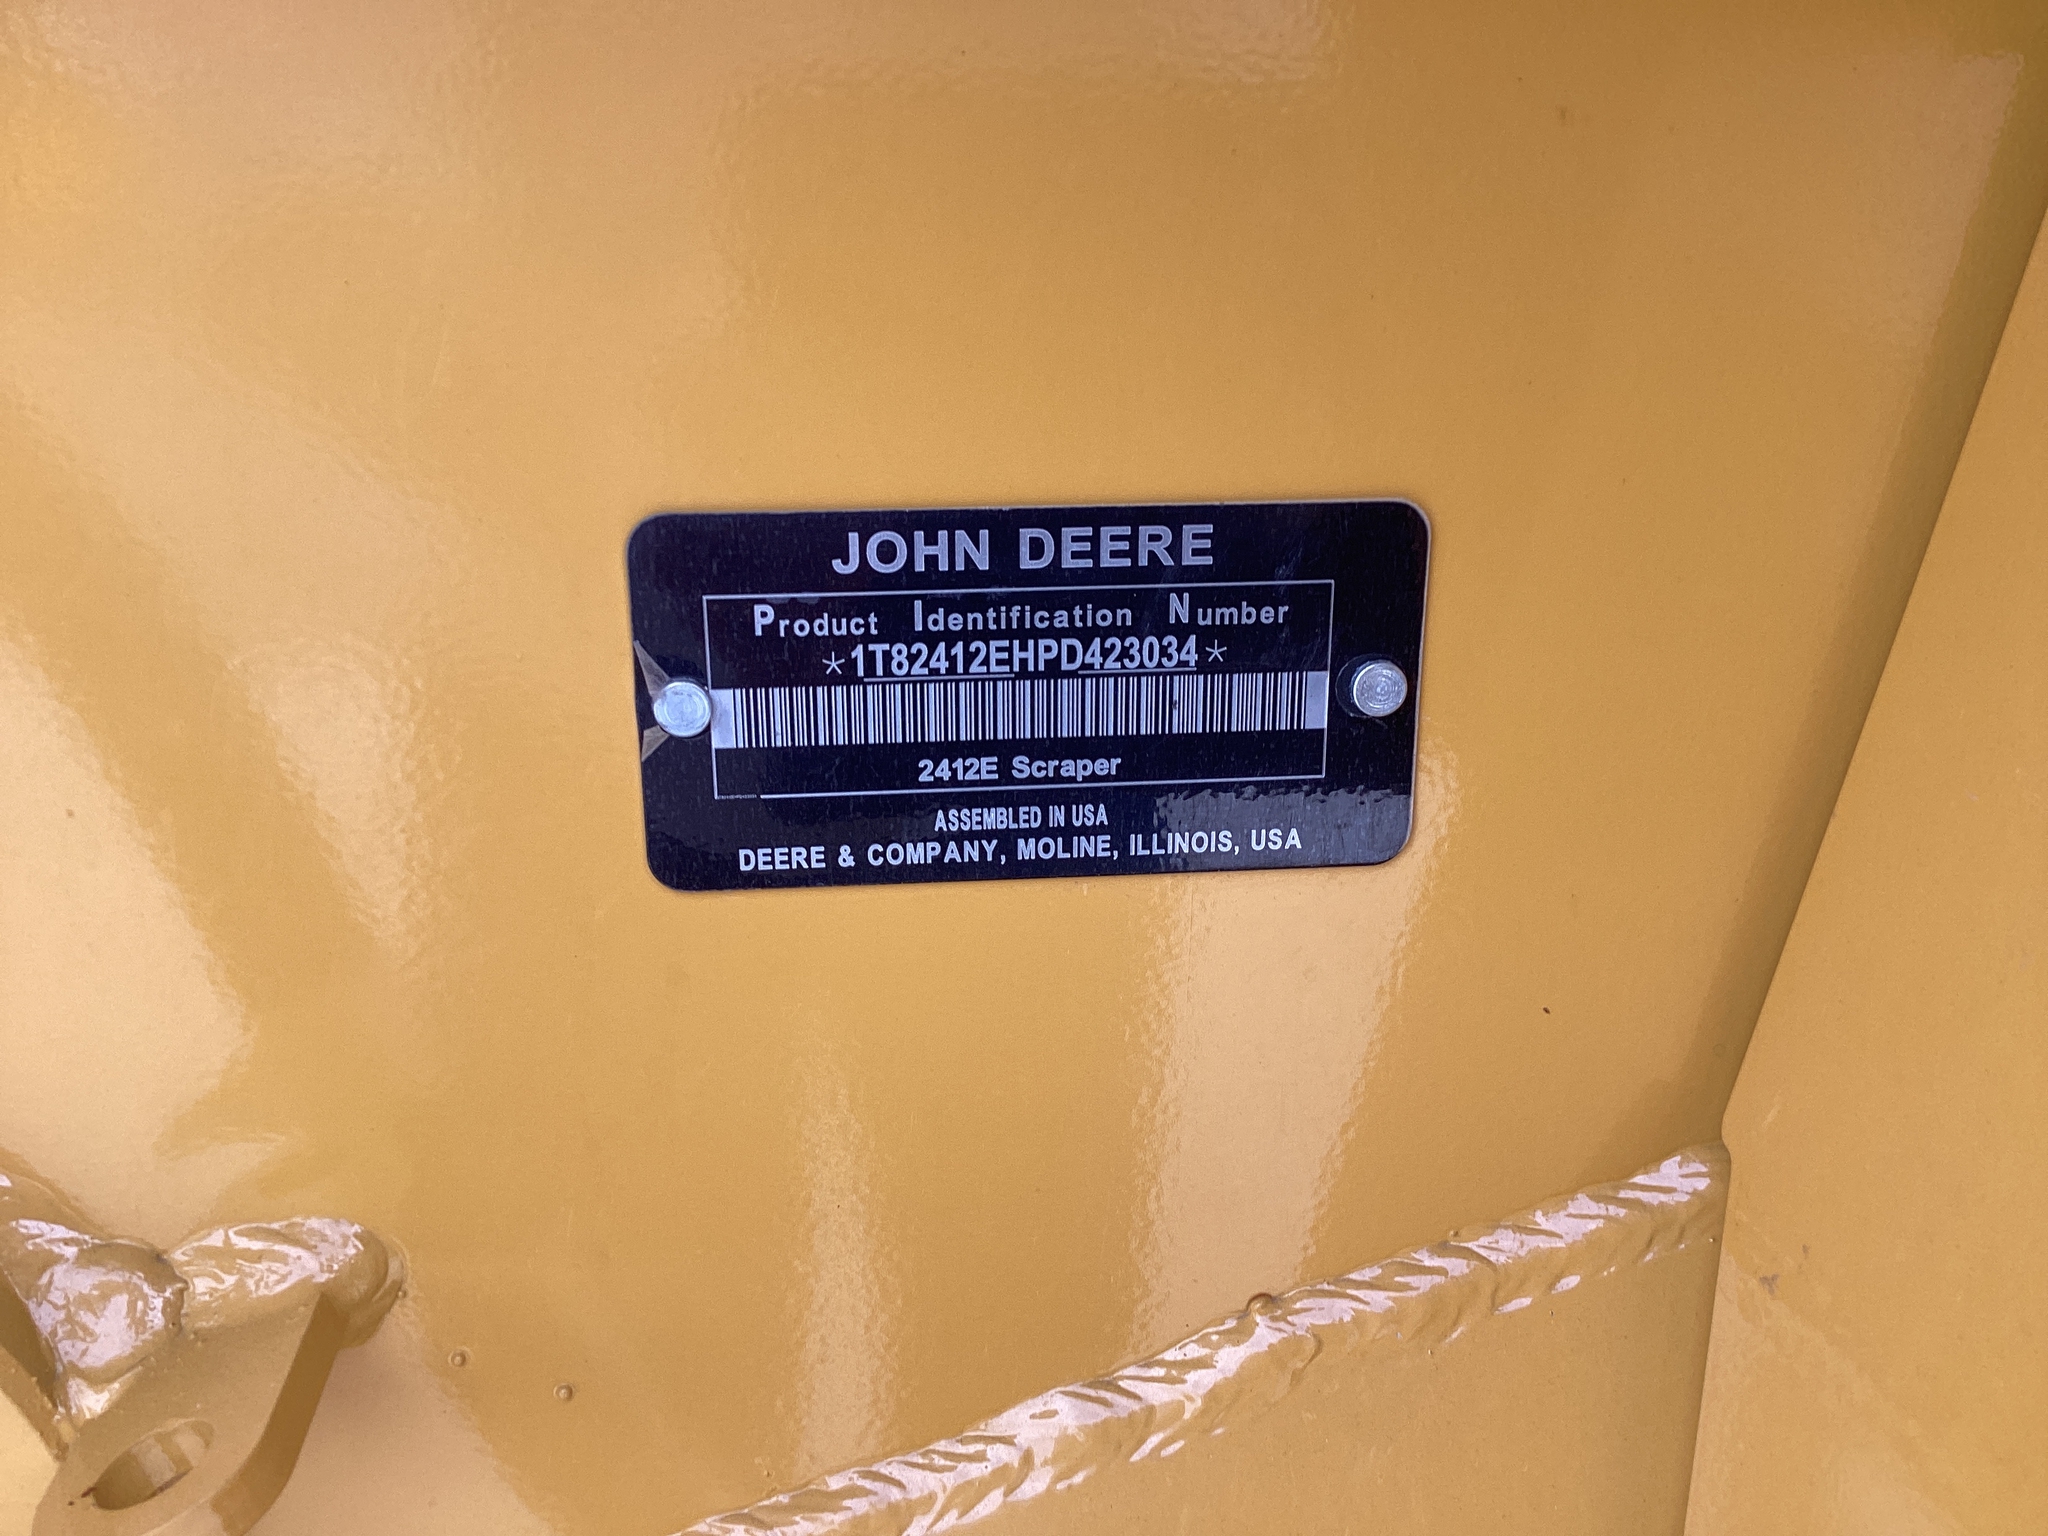 JOHN DEERE
Product Identification Number
*1T82412EHPD423034*
2412E Scraper
ASSEMBLED IN USA
DEERE & COMPANY, MOLINE, ILLINOIS, USA